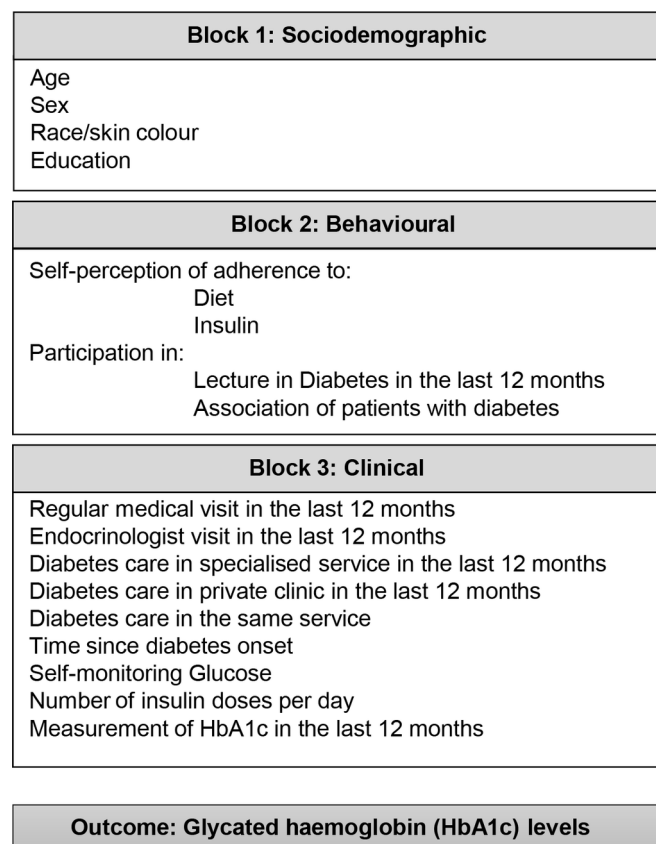 Block 1: Sociodemographic
Age
Sex
Race/skin colour
Education
Block 2: Behavioural
Self-perception of adherence to:
Diet
Insulin
Participation in:
Lecture in Diabetes in the last 12 months
Association of patients with diabetes
Block 3: Clinical
Regular medical visit in the last 12 months
Endocrinologist visit in the last 12 months
Diabetes care in specialised service in the last 12 months
Diabetes care in private clinic in the last 12 months
Diabetes care in the same service
Time since diabetes onset
Self-monitoring Glucose
Number of insulin doses per day
Measurement of HbA1c in the last 12 months
Outcome: Glycated haemoglobin (HbA1c) levels